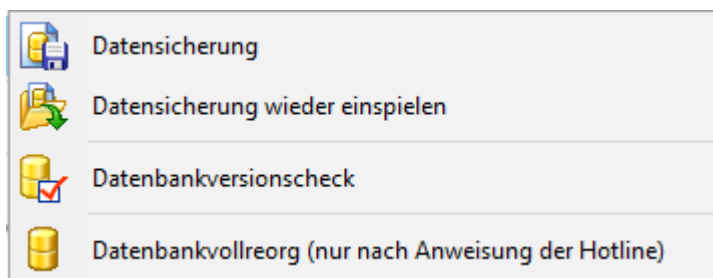 Datensicherung
Datensicherung wieder einspielen
Datenbankversionscheck
Datenbankvollreorg (nur nach Anweisung der Hotline)